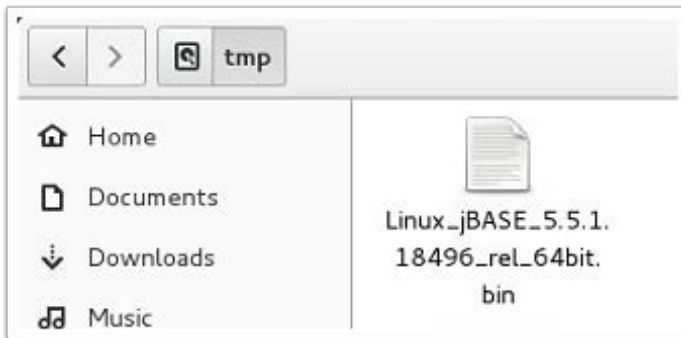 tmp
Home
Documents
Downloads
Music
Linux_jBASE_5.5.1.
18496_rel_64bit.
bin